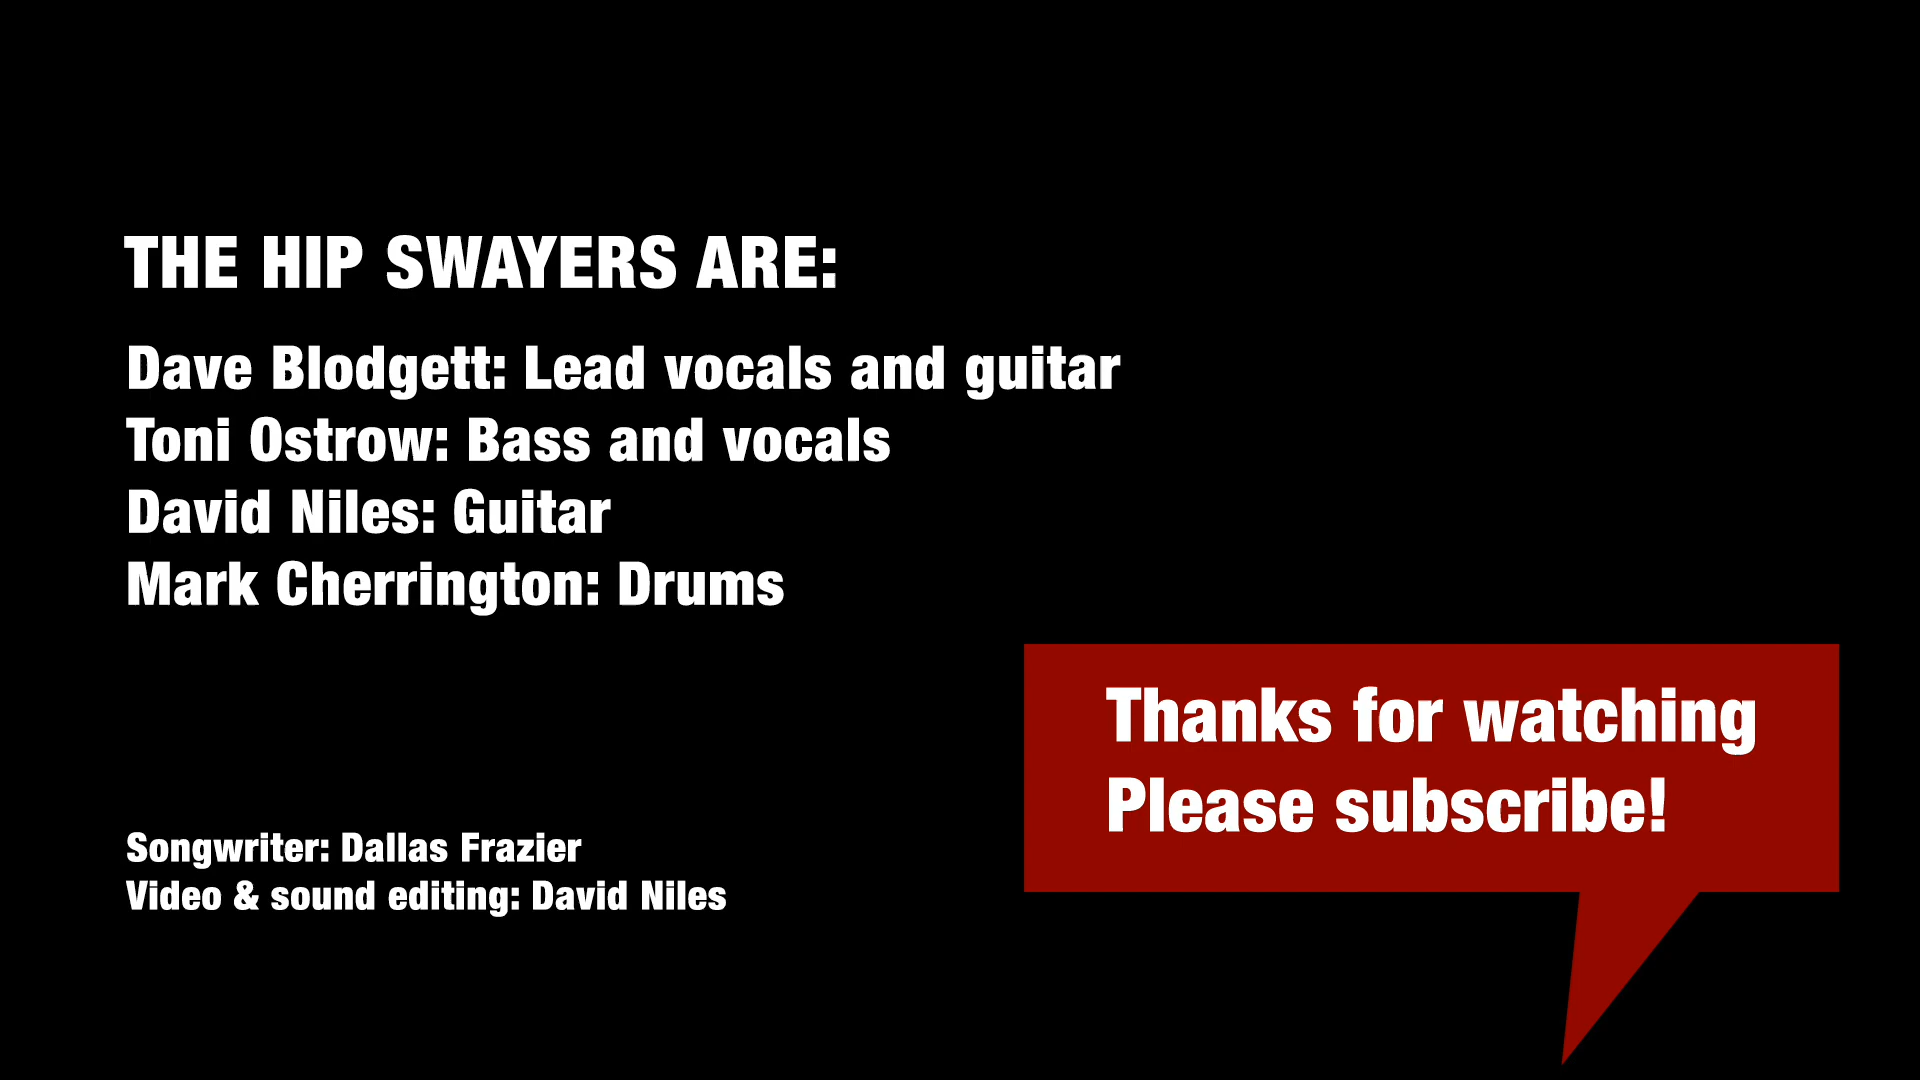 THE HIP SWAYERS ARE:
Dave Blodgett: Lead vocals and guitar
Toni Ostrow: Bass and vocals
David Niles: Guitar
Mark Cherrington: Drums
Thanks for watching
Please subscribe!
Songwriter: Dallas Frazier
Video & sound editing: David Niles